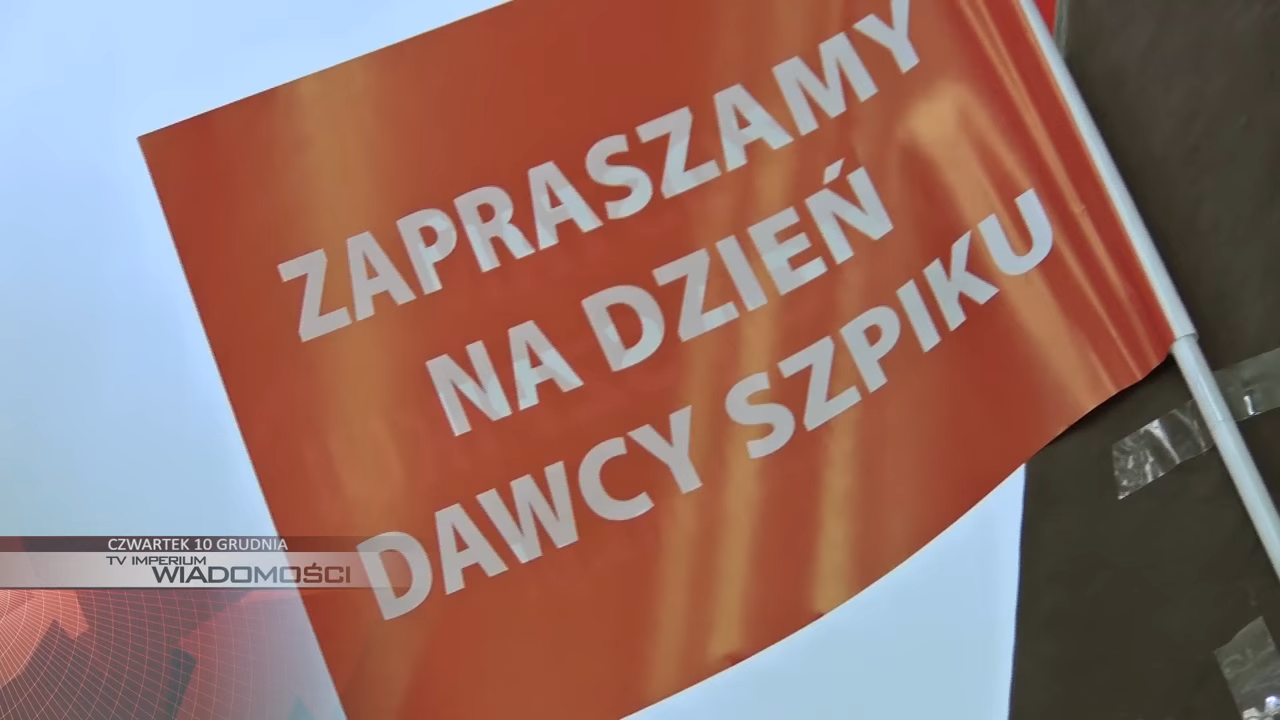 ZAPRASZAMY
NA DZIEŃ
DAWCY SZPIKU
CZWARTEK 10 GRUDNIA
TV IMPERIUM
WIADOMOŚCI